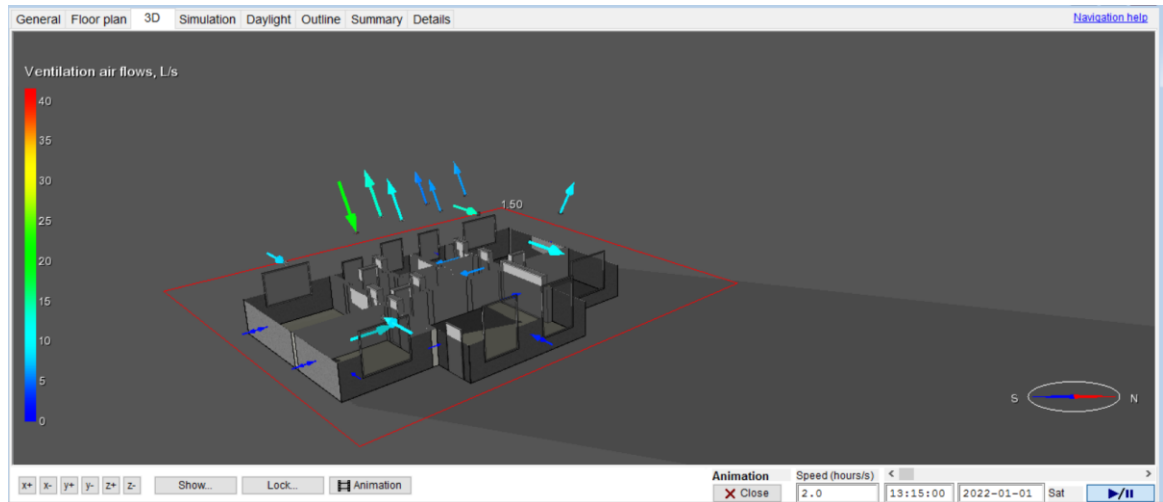 General Floor plan 3D Simulation Daylight Outline Summary Details Navigation help
Ventilation air flows, L/s
40
35
30
25
20
15
10
5
0
1.50
S N
x+ x- y+ y- z+ z- Show... Lock... Animation
Animation Speed (hours/s) < >
X Close 2.0 13:15:00 2022-01-01 Sat